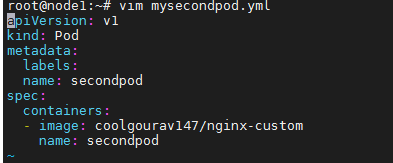 root@node1:~# vim mysecondpod.yml
apiVersion: v1
kind: Pod
metadata:
  labels:
  name: secondpod
spec:
  containers:
  - image: coolgourav147/nginx-custom
    name: secondpod
~